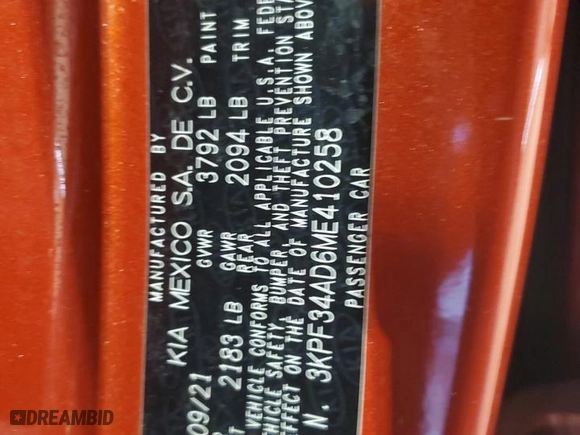 MANUFACTURED BY
KIA MEXICO S.A. DE C.V.
09/21 GVWR 3792 LB PAINT
2183 LB GAWR REAR 2094 LB TRIM
VEHICLE CONFORMS TO ALL APPLICABLE U.S.A. FEDE
VEHICLE SAFETY, BUMPER, AND THEFT PREVENTION STA
EFFECT ON THE DATE OF MANUFACTURE SHOWN ABOV
N. 3KPF34AD6ME410258
PASSENGER CAR
DREAMBID